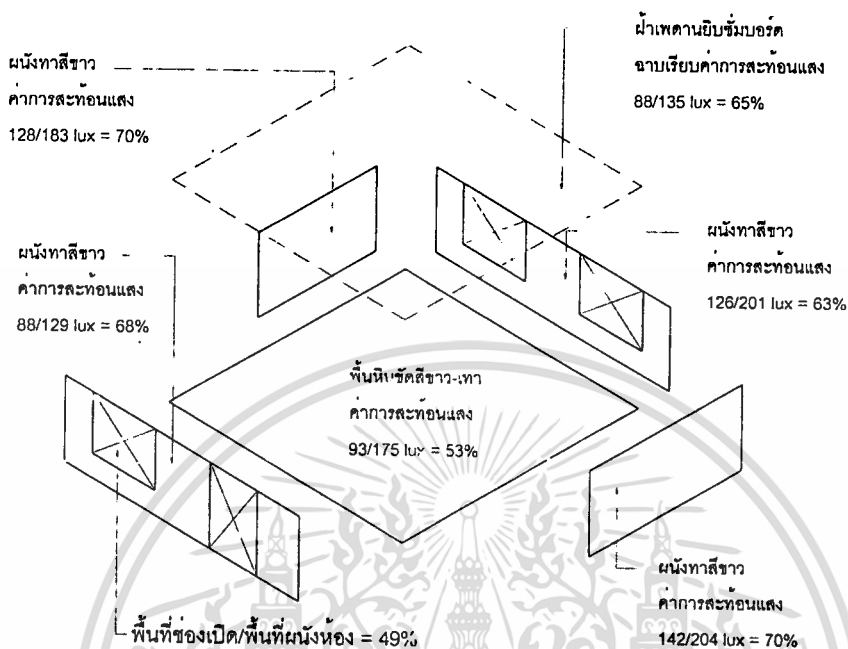 ผนังทาสีขาว
ค่าการสะท้อนแสง
128/183 lux = 70%
ฝ้าเพดานยิบซั่มบอร์ด
ฉาบเรียบค่าการสะท้อนแสง
88/135 lux = 65%
ผนังทาสีขาว
ค่าการสะท้อนแสง
88/129 lux = 68%
ผนังทาสีขาว
ค่าการสะท้อนแสง
126/201 lux = 63%
พื้นหินขัดสีขาว-เทา
ค่าการสะท้อนแสง
93/175 lux = 53%
ผนังทาสีขาว
ค่าการสะท้อนแสง
142/204 lux = 70%
พื้นที่ช่องเปิด/พื้นที่ผนังห้อง = 49%